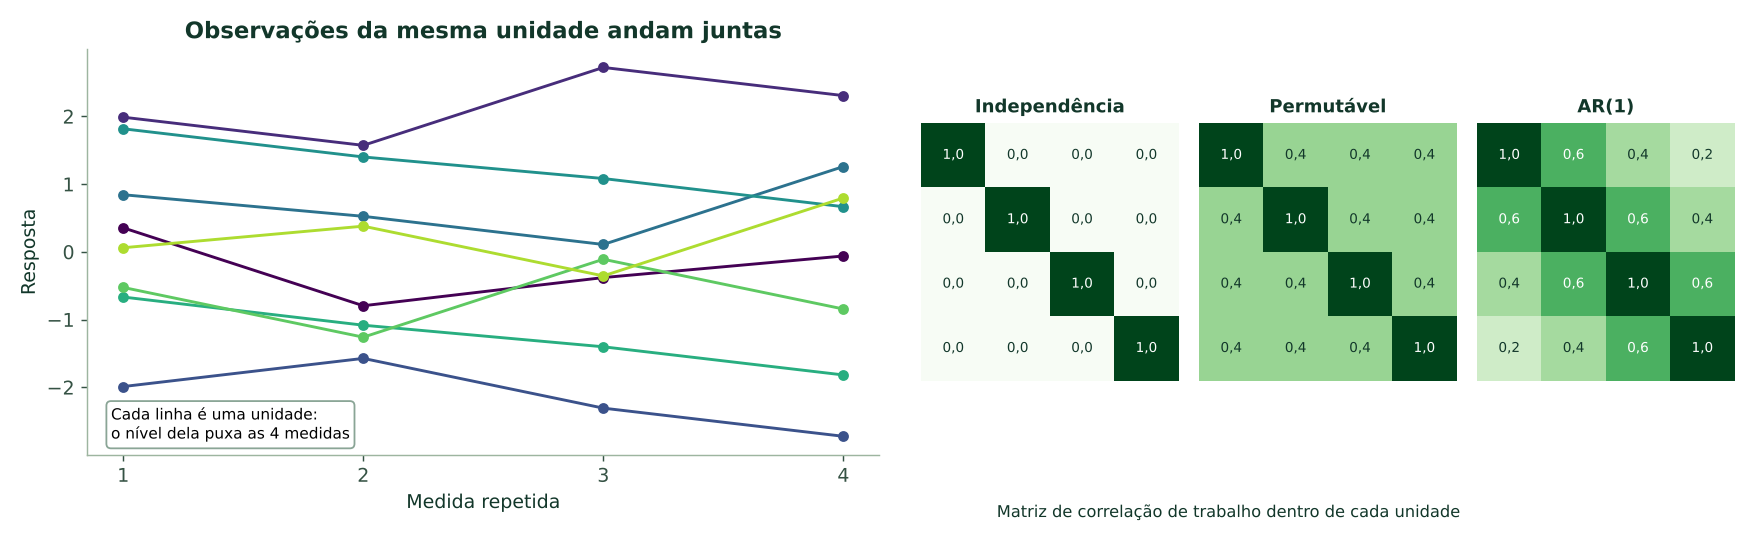 Observações da mesma unidade andam juntas
Resposta
2
1
0
−1
−2
Cada linha é uma unidade:
o nível dela puxa as 4 medidas
1 2 3 4
Medida repetida
Independência
1,0 0,0 0,0 0,0
0,0 1,0 0,0 0,0
0,0 0,0 1,0 0,0
0,0 0,0 0,0 1,0
Permutável
1,0 0,4 0,4 0,4
0,4 1,0 0,4 0,4
0,4 0,4 1,0 0,4
0,4 0,4 0,4 1,0
AR(1)
1,0 0,6 0,4 0,2
0,6 1,0 0,6 0,4
0,4 0,6 1,0 0,6
0,2 0,4 0,6 1,0
Matriz de correlação de trabalho dentro de cada unidade